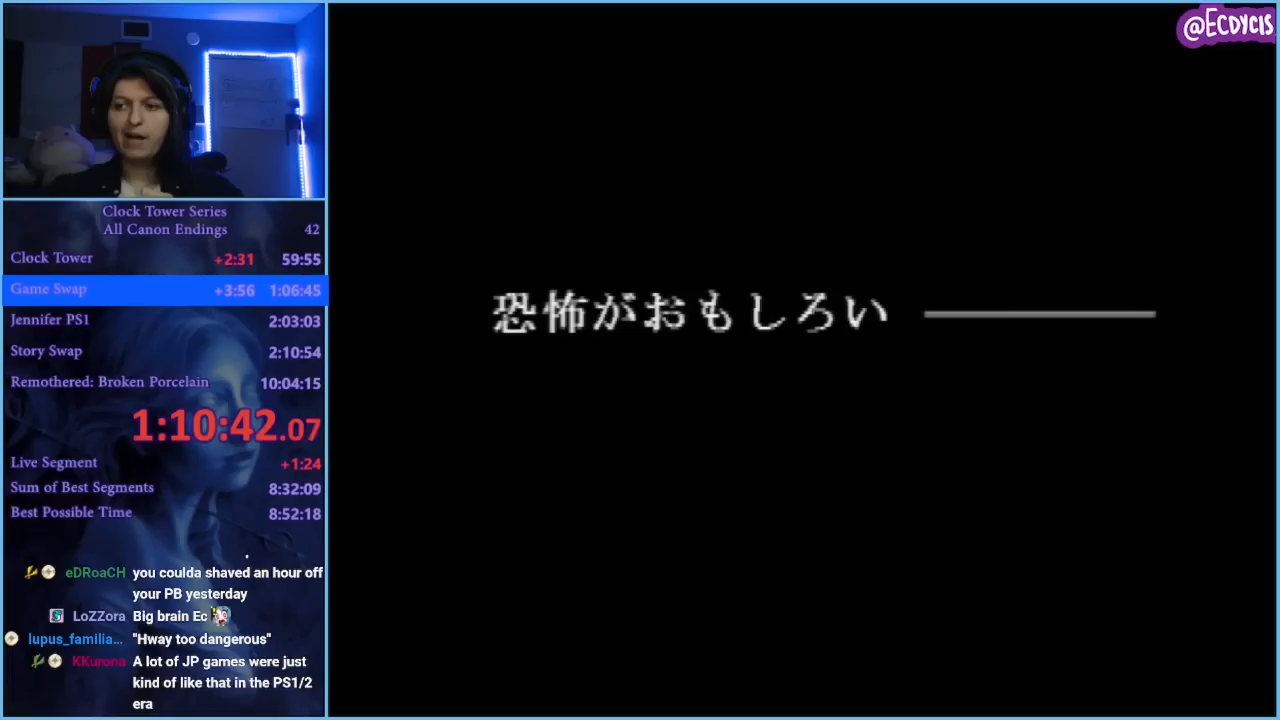 @ECDYCIS
恐怖がおもしろい ―――
Clock Tower Series
All Canon Endings 42
Clock Tower +2:31 59:55
Game Swap +3:56 1:06:45
Jennifer PS1 2:03:03
Story Swap 2:10:54
Remothered: Broken Porcelain 10:04:15
1:10:42.07
Live Segment +1:24
Sum of Best Segments 8:32:09
Best Possible Time 8:52:18
eDRoaCH you coulda shaved an hour off
your PB yesterday
LoZZora Big brain Ec
lupus_familia... "Hway too dangerous"
KKurona A lot of JP games were just
kind of like that in the PS1/2
era